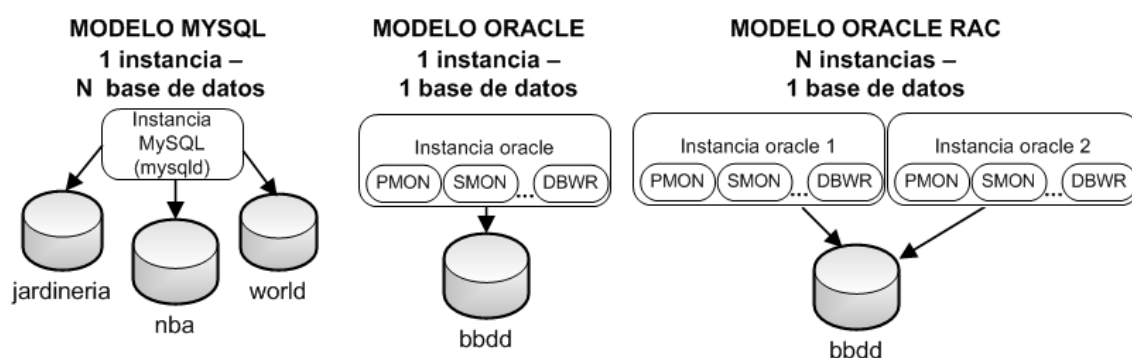 MODELO MYSQL
1 instancia –
N base de datos
Instancia
MySQL
(mysqld)
jardineria
nba
world
MODELO ORACLE
1 instancia –
1 base de datos
Instancia oracle
PMON SMON ... DBWR
bbdd
MODELO ORACLE RAC
N instancias –
1 base de datos
Instancia oracle 1
PMON SMON ... DBWR
Instancia oracle 2
PMON SMON ... DBWR
bbdd